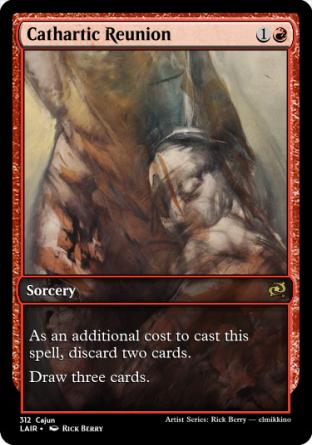 Cathartic Reunion 1
Sorcery
As an additional cost to cast this
spell, discard two cards.
Draw three cards.
312 Cajun Artist Series: Rick Berry — clmikkino
LAIR • Rick Berry